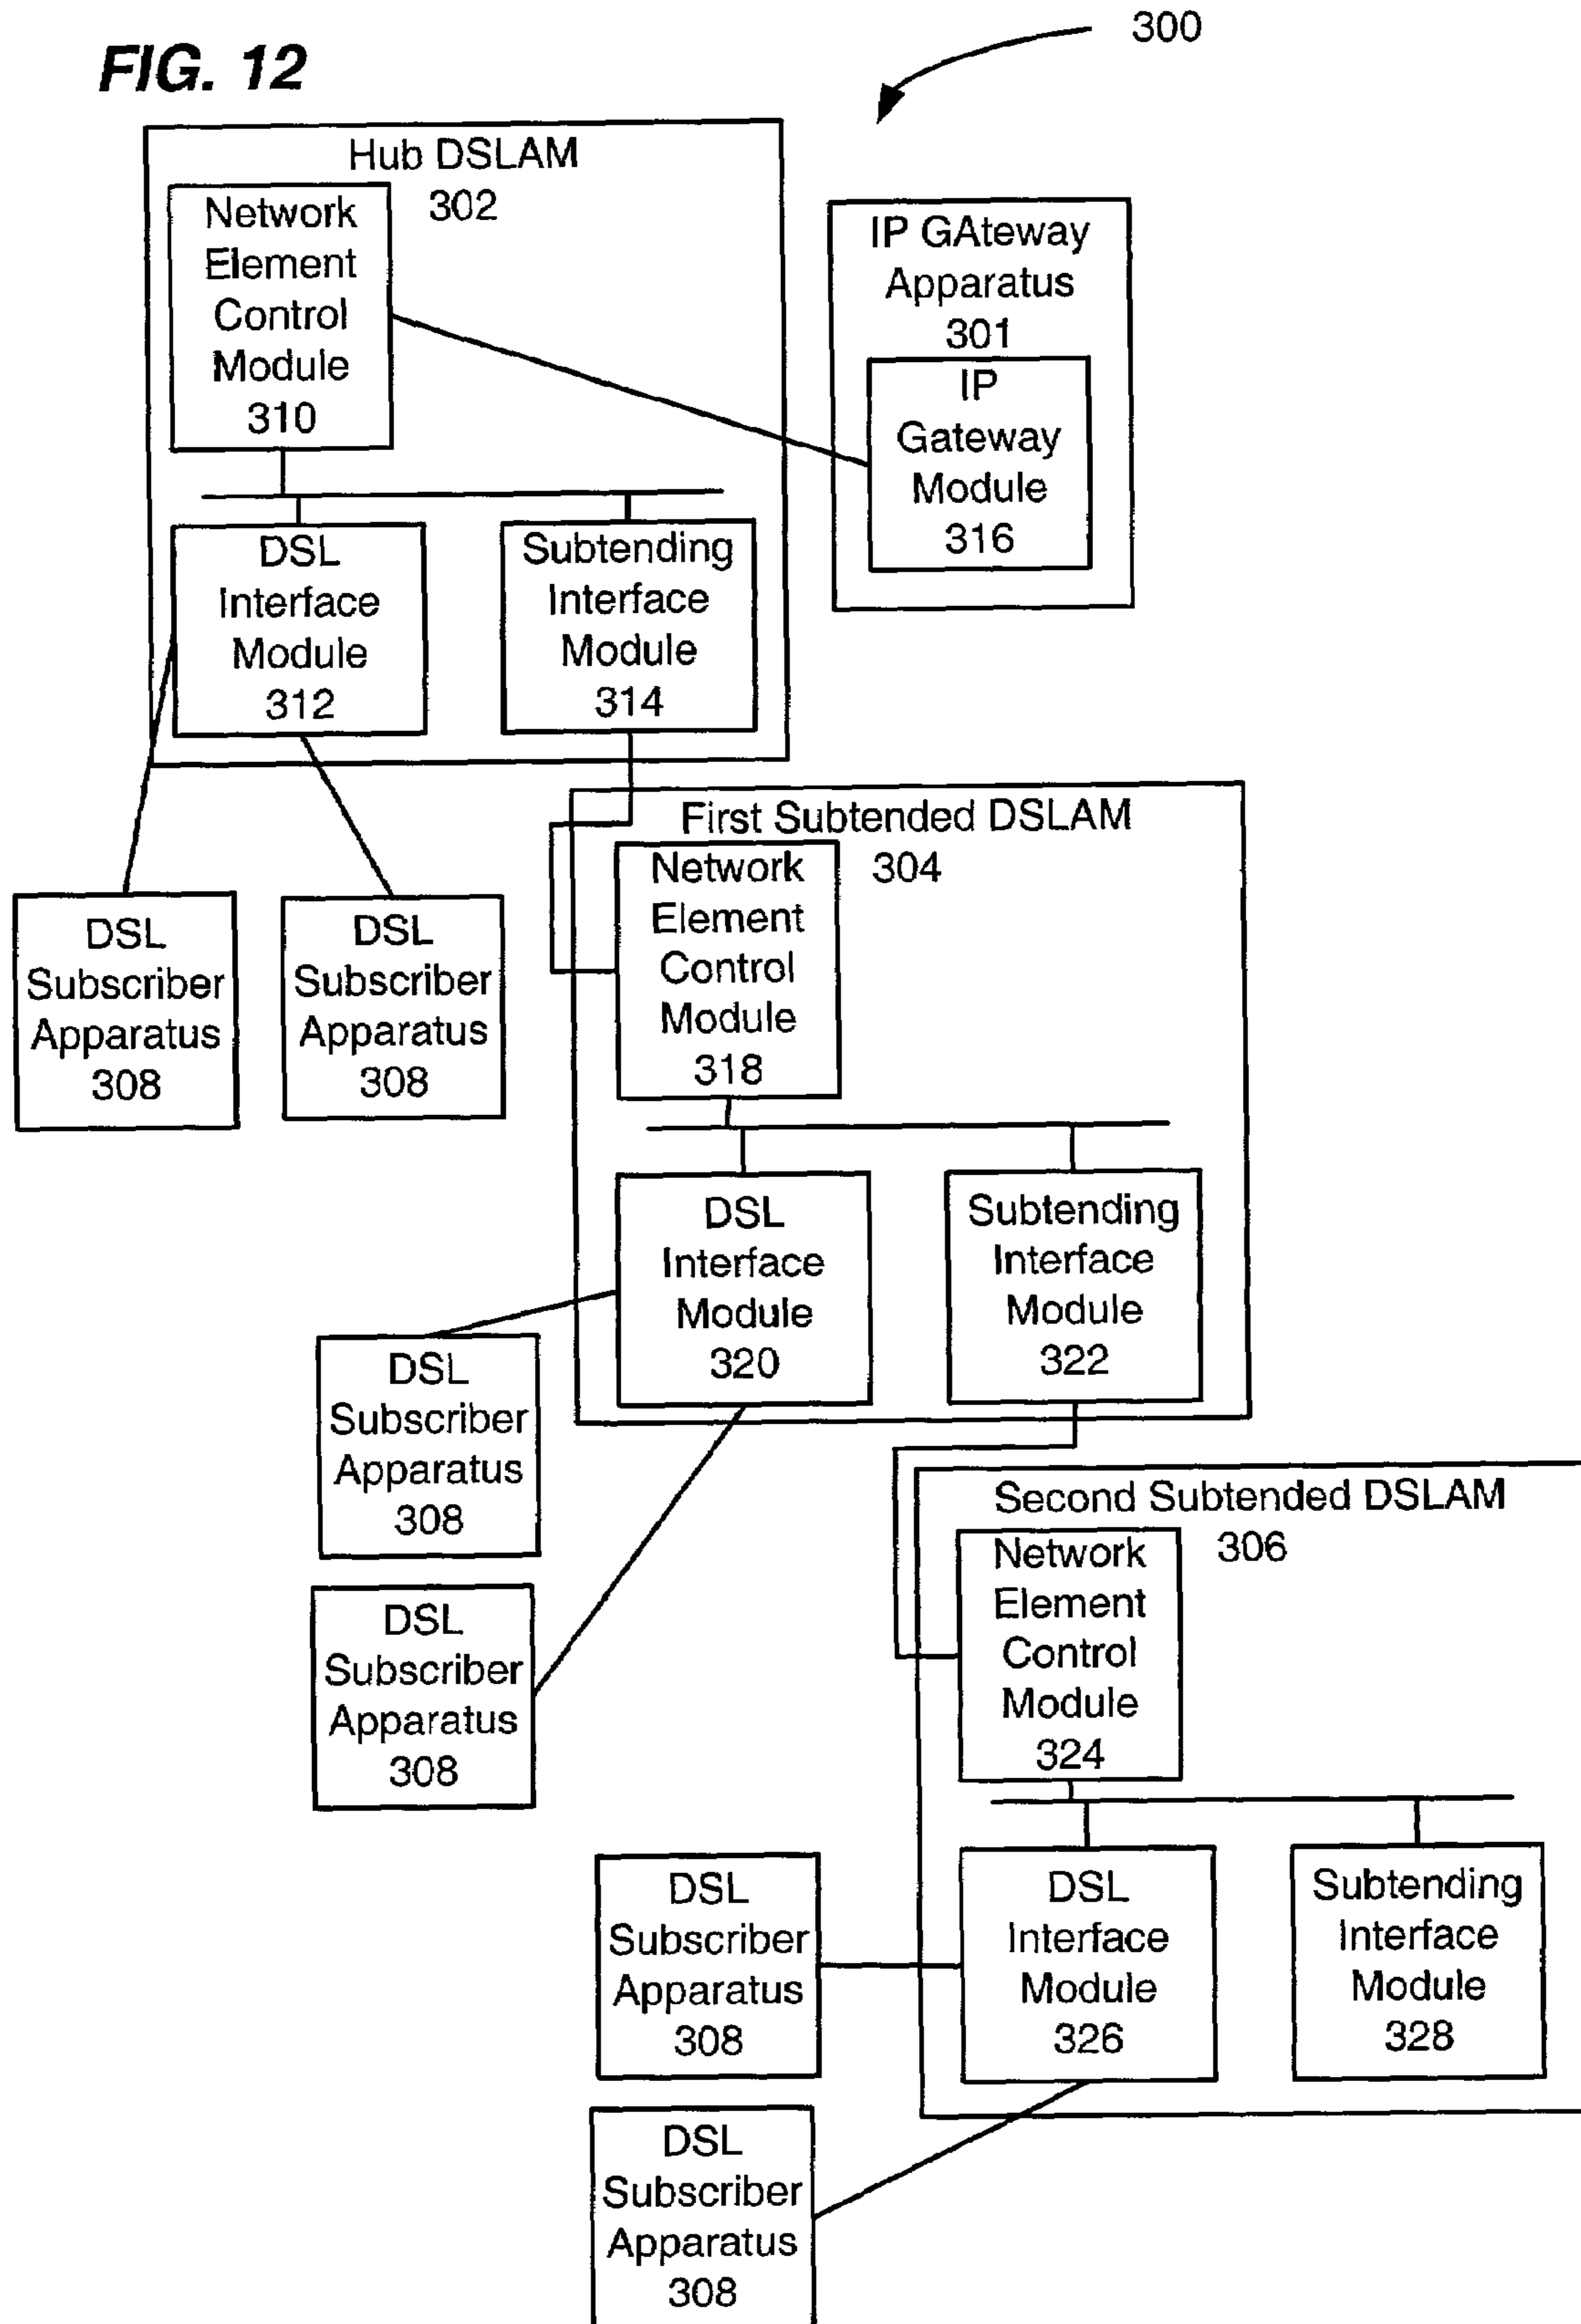 FIG. 12
300
Hub DSLAM
302
Network
Element
Control
Module
310
IP GAteway
Apparatus
301
IP
Gateway
Module
316
DSL
Interface
Module
312
Subtending
Interface
Module
314
First Subtended DSLAM
304
Network
Element
Control
Module
318
DSL
Subscriber
Apparatus
308
DSL
Subscriber
Apparatus
308
DSL
Interface
Module
320
Subtending
Interface
Module
322
DSL
Subscriber
Apparatus
308
DSL
Subscriber
Apparatus
308
Second Subtended DSLAM
306
Network
Element
Control
Module
324
DSL
Subscriber
Apparatus
308
DSL
Interface
Module
326
Subtending
Interface
Module
328
DSL
Subscriber
Apparatus
308